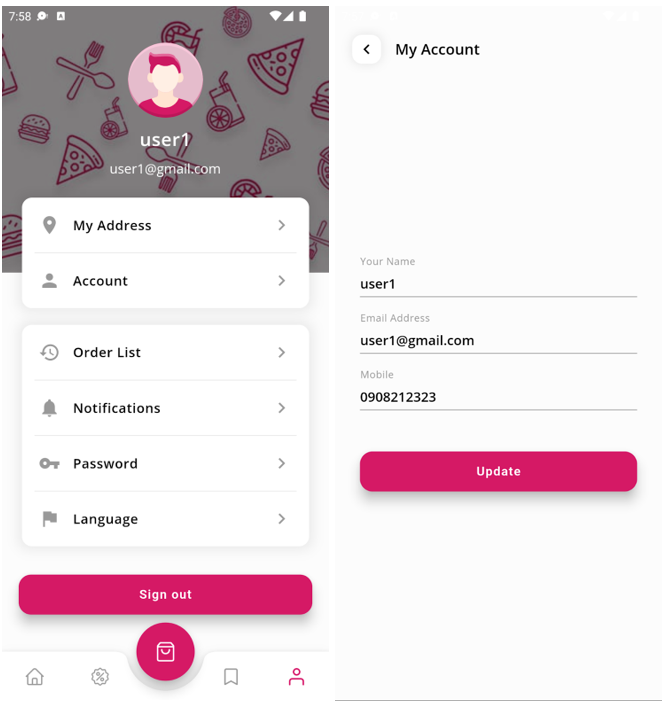 7:58
user1
user1@gmail.com
My Address
Account
Order List
Notifications
Password
Language
Sign out
My Account
Your Name
user1
Email Address
user1@gmail.com
Mobile
0908212323
Update